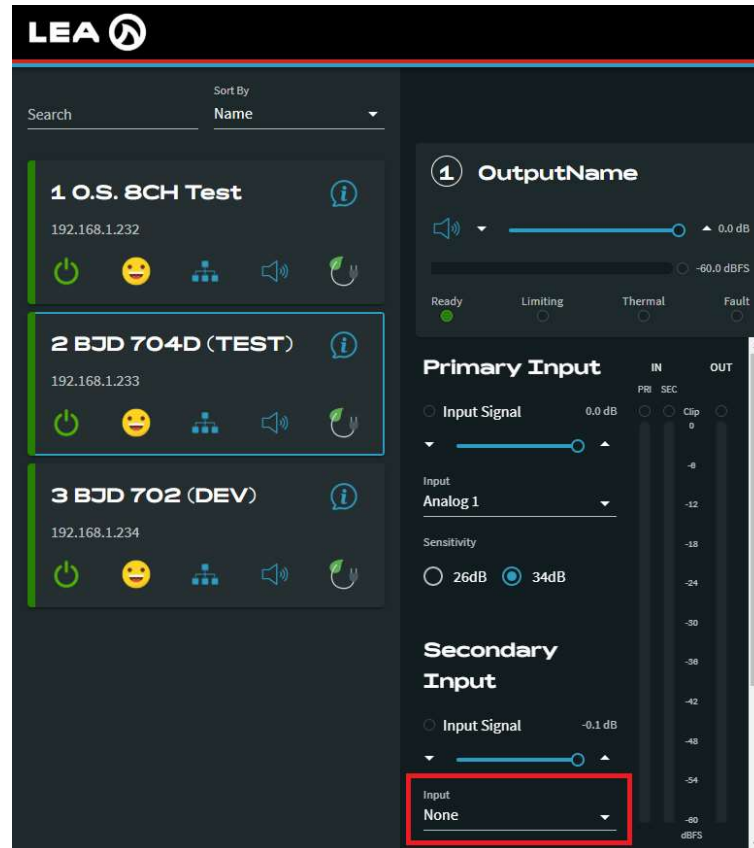 LEA
Sort By
Search
Name
1 O.S. 8CH Test
192.168.1.232
2 BJD 704D (TEST)
192.168.1.233
3 BJD 702 (DEV)
192.168.1.234
1 OutputName
0.0 dB
-60.0 dBFS
Ready Limiting Thermal Fault
Primary Input
Input Signal 0.0 dB
Input
Analog 1
Sensitivity
26dB 34dB
Secondary
Input
Input Signal -0.1 dB
Input
None
IN OUT
PRI SEC
Clip
0
-6
-12
-18
-24
-30
-36
-42
-48
-54
-60
dBFS